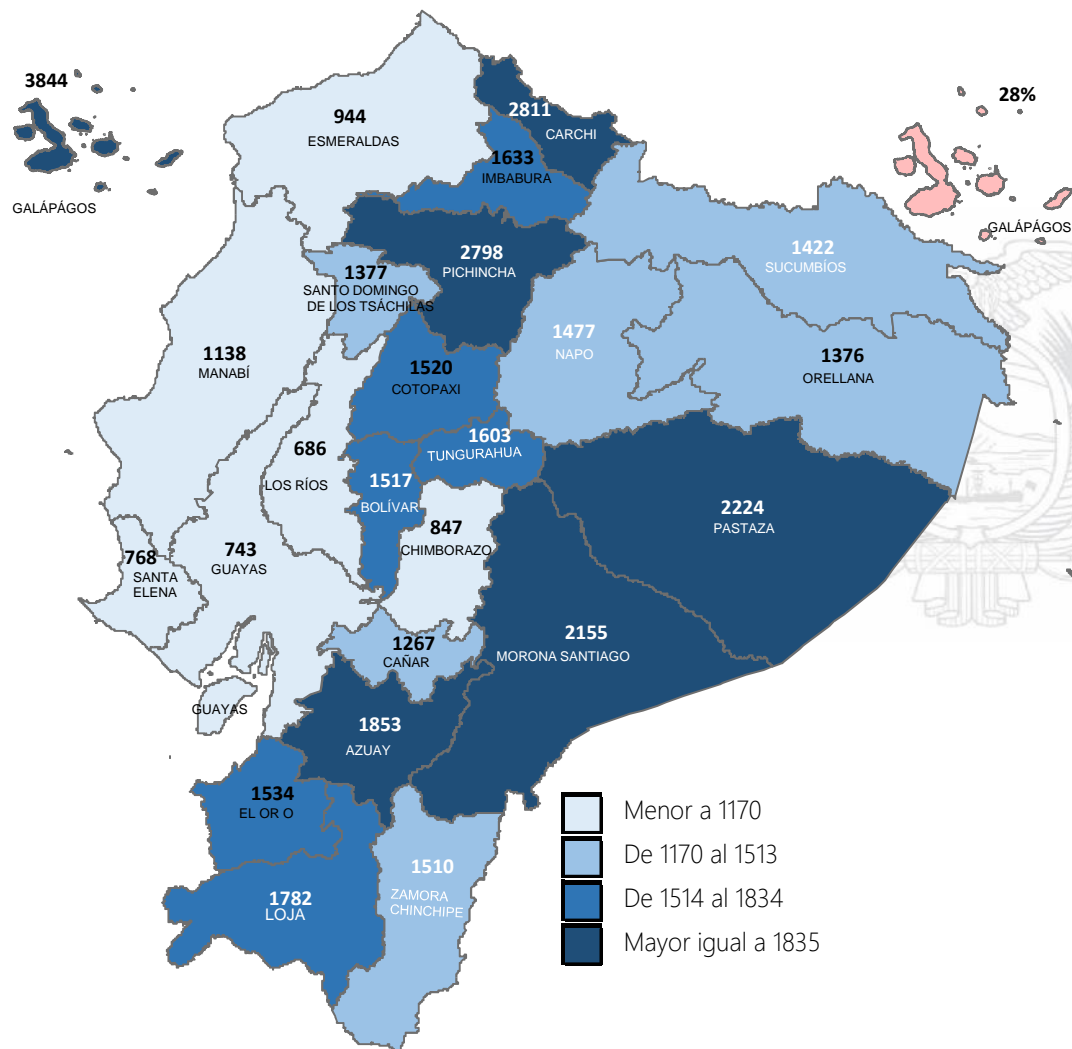 3844
GALÁPÁGOS
28%
GALÁPÁGOS
944
ESMERALDAS
2811
CARCHI
1633
IMBABURA
2798
PICHINCHA
1422
SUCUMBÍOS
1377
SANTO DOMINGO
DE LOS TSÁCHILAS
1477
NAPO
1138
MANABÍ
1520
COTOPAXI
1376
ORELLANA
686
LOS RÍOS
1603
TUNGURAHUA
1517
BOLÍVAR
2224
PASTAZA
847
CHIMBORAZO
768
SANTA
ELENA
743
GUAYAS
2155
MORONA SANTIAGO
1267
CAÑAR
GUAYAS
1853
AZUAY
1534
EL OR O
1510
ZAMORA
CHINCHIPE
1782
LOJA
Menor a 1170
De 1170 al 1513
De 1514 al 1834
Mayor igual a 1835